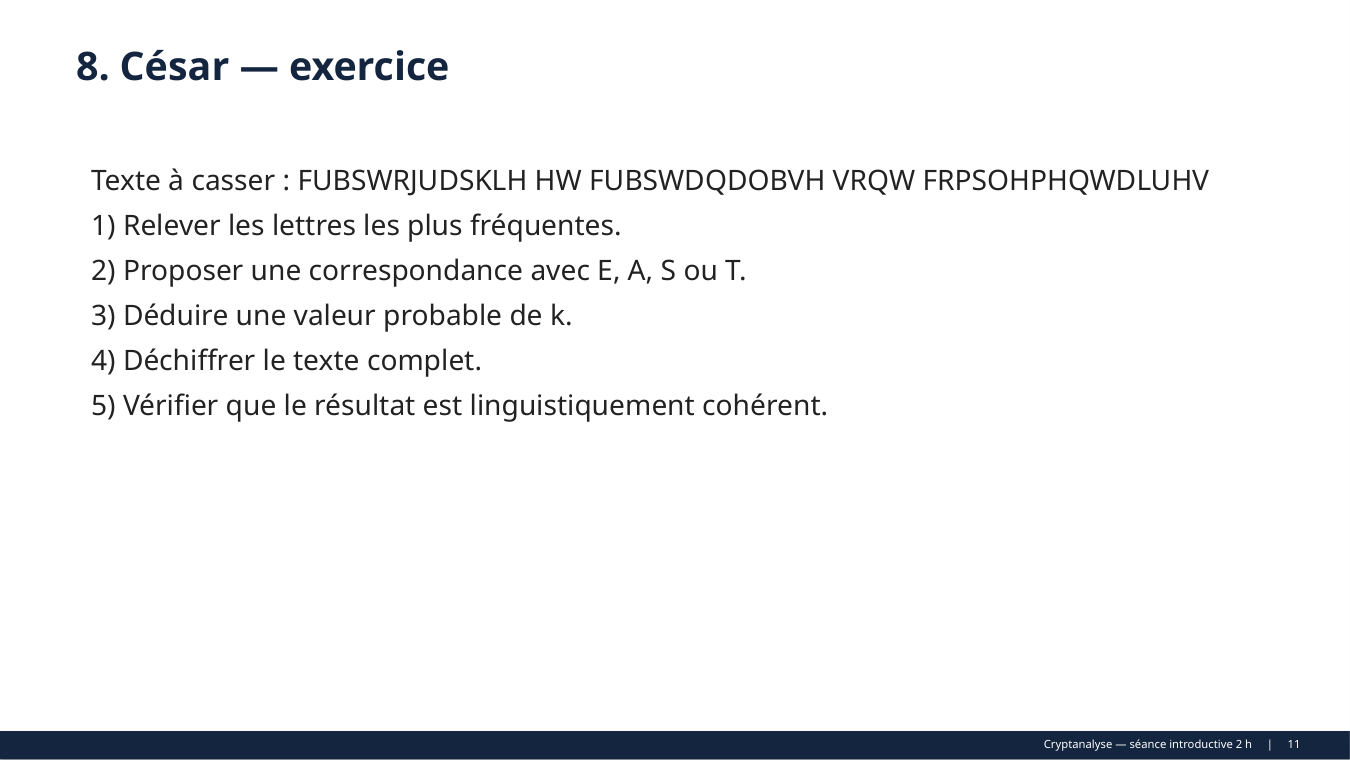 8. César — exercice
Texte à casser : FUBSWRJUDSKLH HW FUBSWDQDOBVH VRQW FRPSOHPHQWDLUHV
1) Relever les lettres les plus fréquentes.
2) Proposer une correspondance avec E, A, S ou T.
3) Déduire une valeur probable de k.
4) Déchiffrer le texte complet.
5) Vérifier que le résultat est linguistiquement cohérent.
Cryptanalyse — séance introductive 2 h | 11